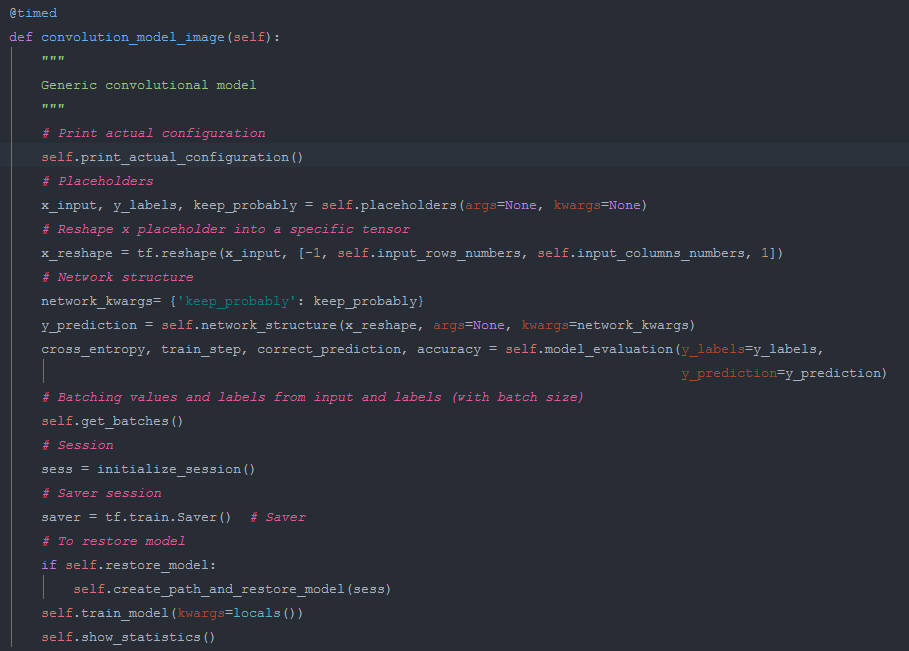 @timed
def convolution_model_image(self):
    """
    Generic convolutional model
    """
    # Print actual configuration
    self.print_actual_configuration()
    # Placeholders
    x_input, y_labels, keep_probably = self.placeholders(args=None, kwargs=None)
    # Reshape x placeholder into a specific tensor
    x_reshape = tf.reshape(x_input, [-1, self.input_rows_numbers, self.input_columns_numbers, 1])
    # Network structure
    network_kwargs= {'keep_probably': keep_probably}
    y_prediction = self.network_structure(x_reshape, args=None, kwargs=network_kwargs)
    cross_entropy, train_step, correct_prediction, accuracy = self.model_evaluation(y_labels=y_labels,
                                                                                    y_prediction=y_prediction)
    # Batching values and labels from input and labels (with batch size)
    self.get_batches()
    # Session
    sess = initialize_session()
    # Saver session
    saver = tf.train.Saver()  # Saver
    # To restore model
    if self.restore_model:
        self.create_path_and_restore_model(sess)
    self.train_model(kwargs=locals())
    self.show_statistics()